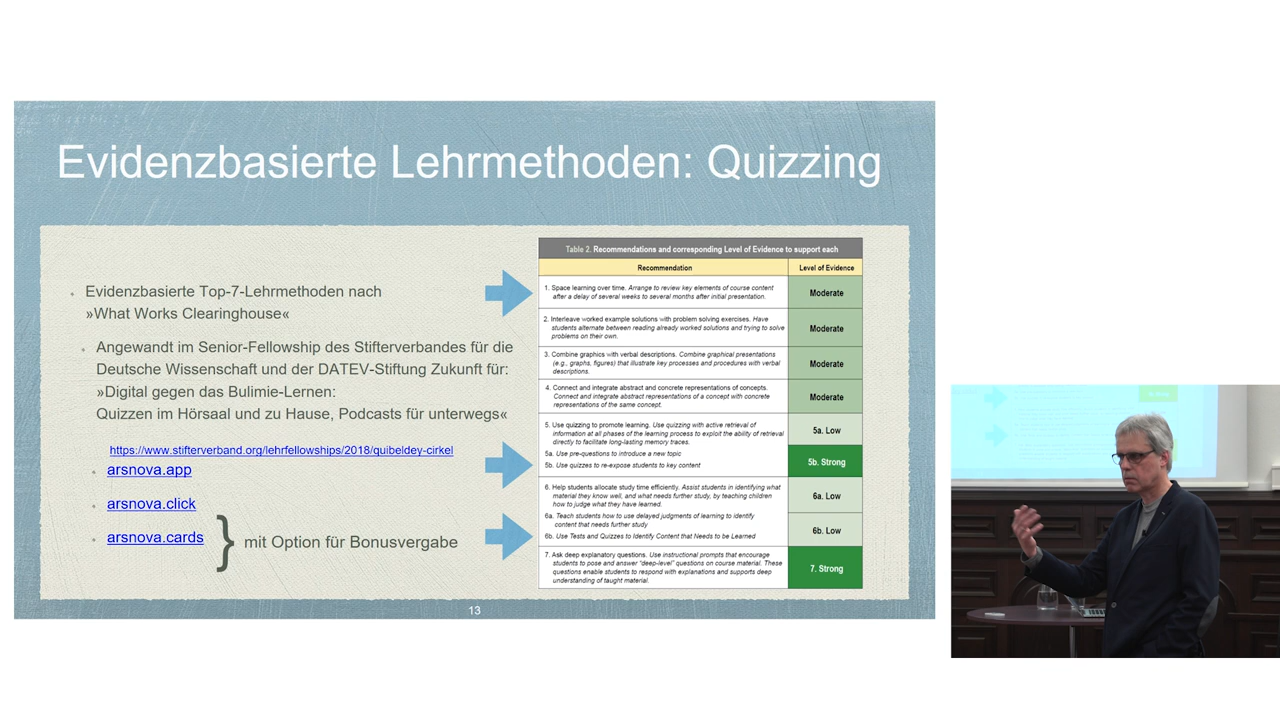 Evidenzbasierte Lehrmethoden: Quizzing
Evidenzbasierte Top-7-Lehrmethoden nach
»What Works Clearinghouse«
Angewandt im Senior-Fellowship des Stifterverbandes für die
Deutsche Wissenschaft und der DATEV-Stiftung Zukunft für:
»Digital gegen das Bulimie-Lernen:
Quizzen im Hörsaal und zu Hause, Podcasts für unterwegs«
https://www.stifterverband.org/lehrfellowships/2018/quibeldey-cirkel
arsnova.app
arsnova.click
arsnova.cards
} mit Option für Bonusvergabe
Table 2. Recommendations and corresponding Level of Evidence to support each
Recommendation Level of Evidence
1. Space learning over time. Arrange to review key elements of course content
after a delay of several weeks to several months after initial presentation.
Moderate
2. Interleave worked example solutions with problem solving exercises. Have
students alternate between reading already worked solutions and trying to solve
problems on their own.
Moderate
3. Combine graphics with verbal descriptions. Combine graphical presentations
(e.g., graphs, figures) that illustrate key processes and procedures with verbal
descriptions.
Moderate
4. Connect and integrate abstract and concrete representations of concepts.
Connect and integrate abstract representations of a concept with concrete
representations of the same concept.
Moderate
5. Use quizzing to promote learning. Use quizzing with active retrieval of
information at all phases of the learning process to exploit the ability of retrieval
directly to facilitate long-lasting memory traces.
5a. Low
5a. Use pre-questions to introduce a new topic
5b. Use quizzes to re-expose students to key content
5b. Strong
6. Help students allocate study time efficiently. Assist students in identifying what
material they know well, and what needs further study, by teaching children
how to judge what they have learned.
6a. Low
6a. Teach students how to use delayed judgments of learning to identify
content that needs further study
6b. Use Tests and Quizzes to Identify Content that Needs to be Learned
6b. Low
7. Ask deep explanatory questions. Use instructional prompts that encourage
students to pose and answer "deep-level" questions on course material. These
questions enable students to respond with explanations and supports deep
understanding of taught material.
7. Strong
13